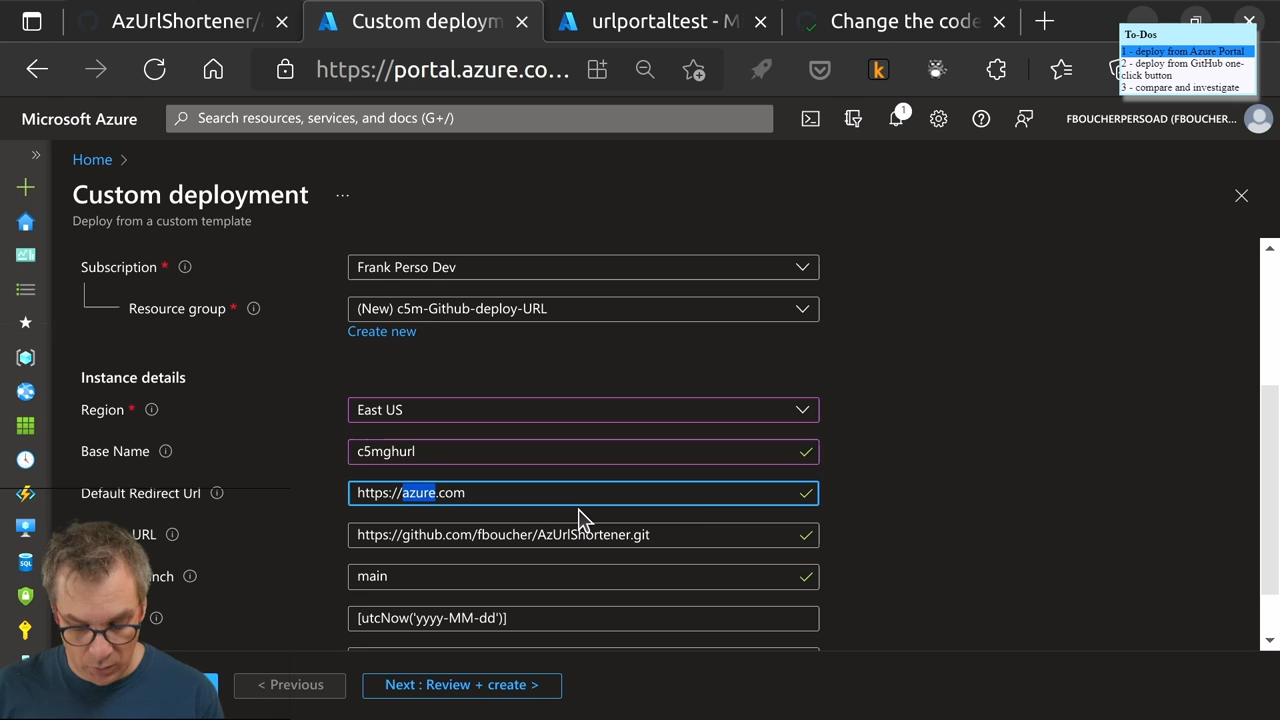 AzUrlShortener/
Custom deploym
urlportaltest - M
Change the code
To-Dos
1 - deploy from Azure Portal
2 - deploy from GitHub one-
click button
3 - compare and investigate
https://portal.azure.co...
Microsoft Azure
Search resources, services, and docs (G+/)
1
FBOUCHERPERSOAD (FBOUCHER...
Home
Custom deployment
...
Deploy from a custom template
Subscription *
Frank Perso Dev
Resource group *
(New) c5m-Github-deploy-URL
Create new
Instance details
Region *
East US
Base Name
c5mghurl
Default Redirect Url
https://azure.com
URL
https://github.com/fboucher/AzUrlShortener.git
nch
main
[utcNow('yyyy-MM-dd')]
< Previous
Next : Review + create >